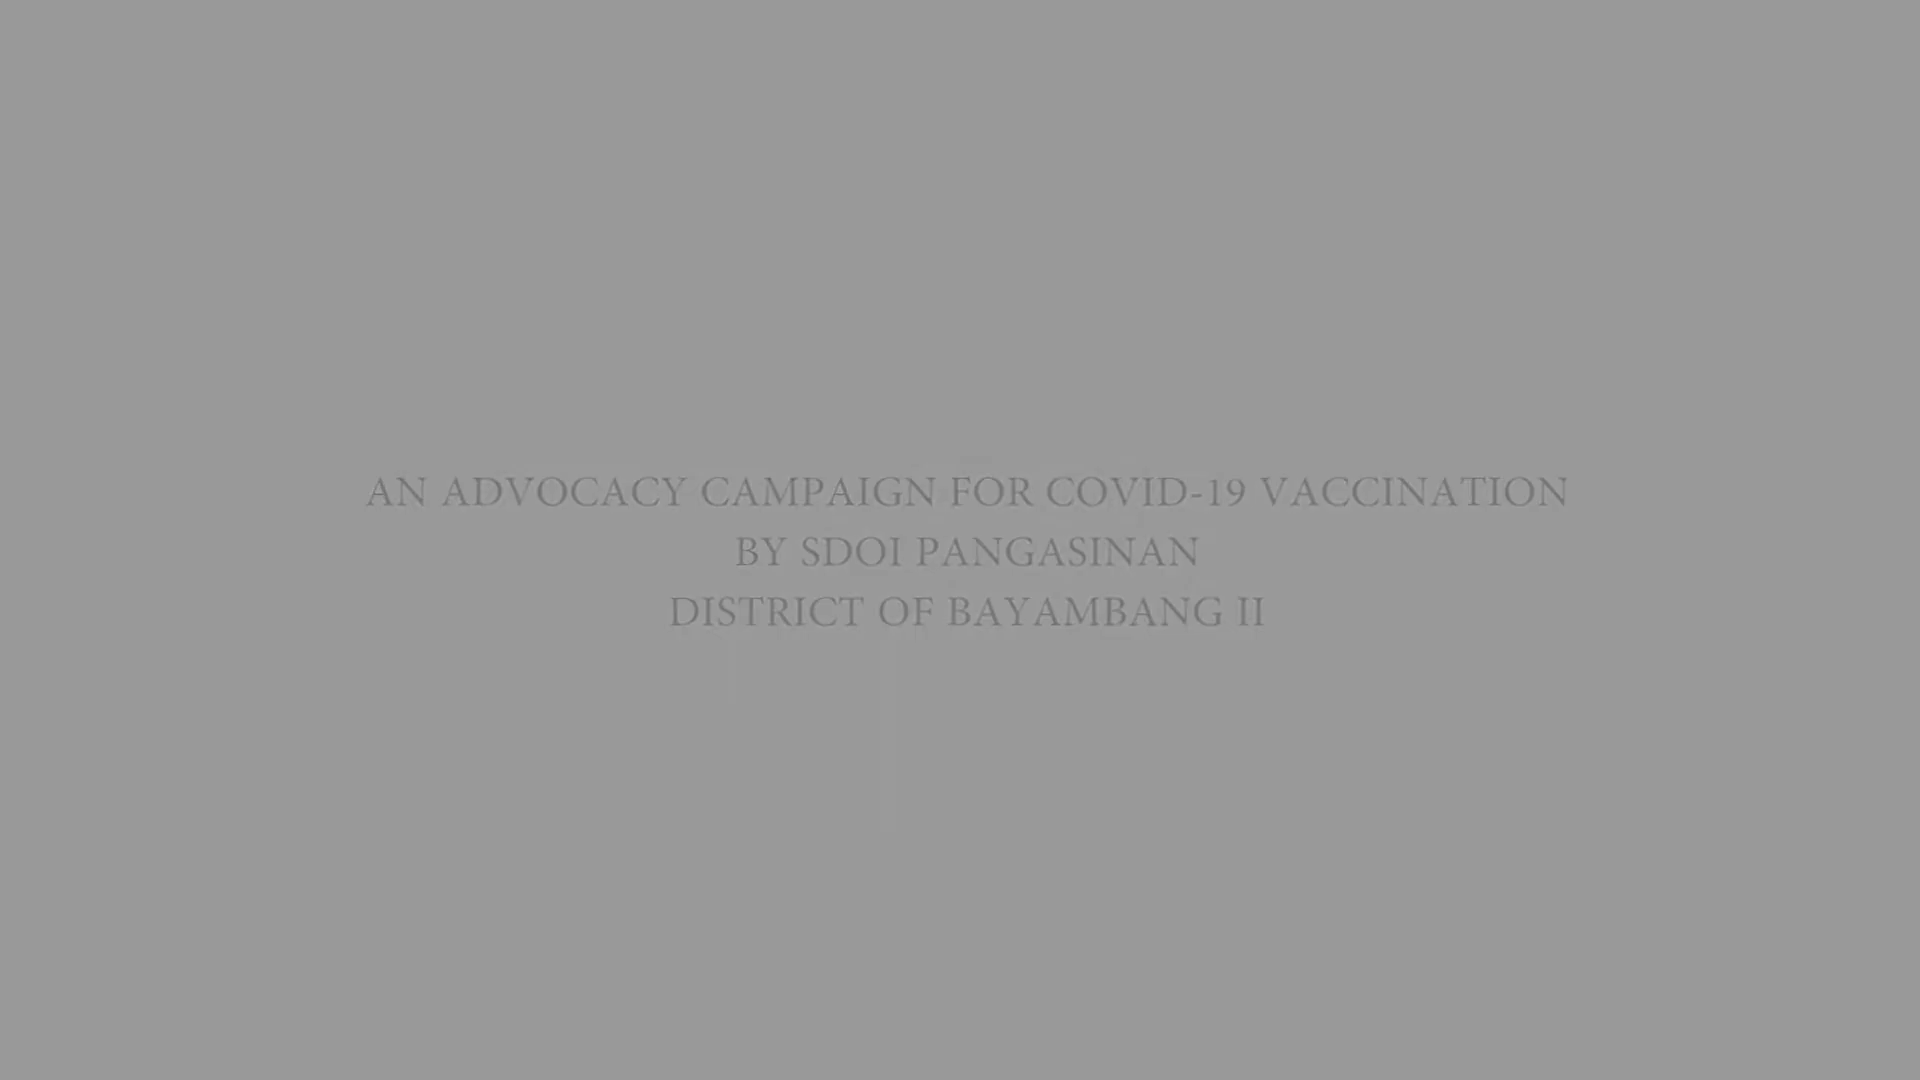 AN ADVOCACY CAMPAIGN FOR COVID-19 VACCINATION
BY SDOI PANGASINAN
DISTRICT OF BAYAMBANG II